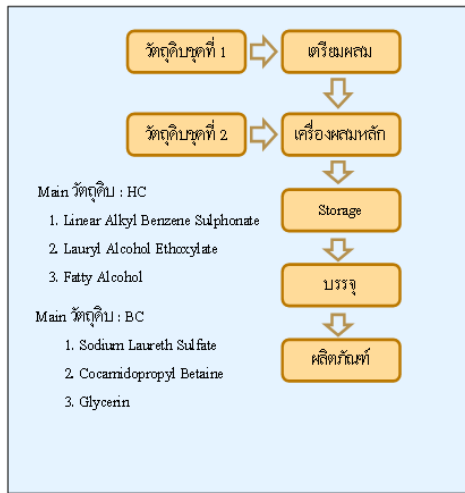 วัตถุดิบชุดที่ 1
เตรียมผสม
วัตถุดิบชุดที่ 2
เครื่องผสมหลัก
Storage
บรรจุ
ผลิตภัณฑ์
Main วัตถุดิบ : HC
1. Linear Alkyl Benzene Sulphonate
2. Lauryl Alcohol Ethoxylate
3. Fatty Alcohol
Main วัตถุดิบ : BC
1. Sodium Laureth Sulfate
2. Cocamidopropyl Betaine
3. Glycerin